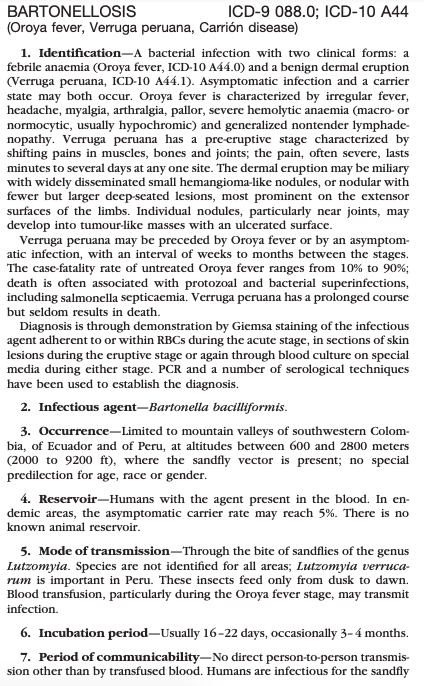 BARTONELLOSIS ICD-9 088.0; ICD-10 A44
(Oroya fever, Verruga peruana, Carrión disease)
1. Identification—A bacterial infection with two clinical forms: a
febrile anaemia (Oroya fever, ICD-10 A44.0) and a benign dermal eruption
(Verruga peruana, ICD-10 A44.1). Asymptomatic infection and a carrier
state may both occur. Oroya fever is characterized by irregular fever,
headache, myalgia, arthralgia, pallor, severe hemolytic anaemia (macro- or
normocytic, usually hypochromic) and generalized nontender lymphade-
nopathy. Verruga peruana has a pre-eruptive stage characterized by
shifting pains in muscles, bones and joints; the pain, often severe, lasts
minutes to several days at any one site. The dermal eruption may be miliary
with widely disseminated small hemangioma-like nodules, or nodular with
fewer but larger deep-seated lesions, most prominent on the extensor
surfaces of the limbs. Individual nodules, particularly near joints, may
develop into tumour-like masses with an ulcerated surface.
Verruga peruana may be preceded by Oroya fever or by an asymptom-
atic infection, with an interval of weeks to months between the stages.
The case-fatality rate of untreated Oroya fever ranges from 10% to 90%;
death is often associated with protozoal and bacterial superinfections,
including salmonella septicaemia. Verruga peruana has a prolonged course
but seldom results in death.
Diagnosis is through demonstration by Giemsa staining of the infectious
agent adherent to or within RBCs during the acute stage, in sections of skin
lesions during the eruptive stage or again through blood culture on special
media during either stage. PCR and a number of serological techniques
have been used to establish the diagnosis.
2. Infectious agent—Bartonella bacilliformis.
3. Occurrence—Limited to mountain valleys of southwestern Colom-
bia, of Ecuador and of Peru, at altitudes between 600 and 2800 meters
(2000 to 9200 ft), where the sandfly vector is present; no special
predilection for age, race or gender.
4. Reservoir—Humans with the agent present in the blood. In en-
demic areas, the asymptomatic carrier rate may reach 5%. There is no
known animal reservoir.
5. Mode of transmission—Through the bite of sandflies of the genus
Lutzomyia. Species are not identified for all areas; Lutzomyia verruca-
rum is important in Peru. These insects feed only from dusk to dawn.
Blood transfusion, particularly during the Oroya fever stage, may transmit
infection.
6. Incubation period—Usually 16–22 days, occasionally 3–4 months.
7. Period of communicability—No direct person-to-person transmis-
sion other than by transfused blood. Humans are infectious for the sandfly